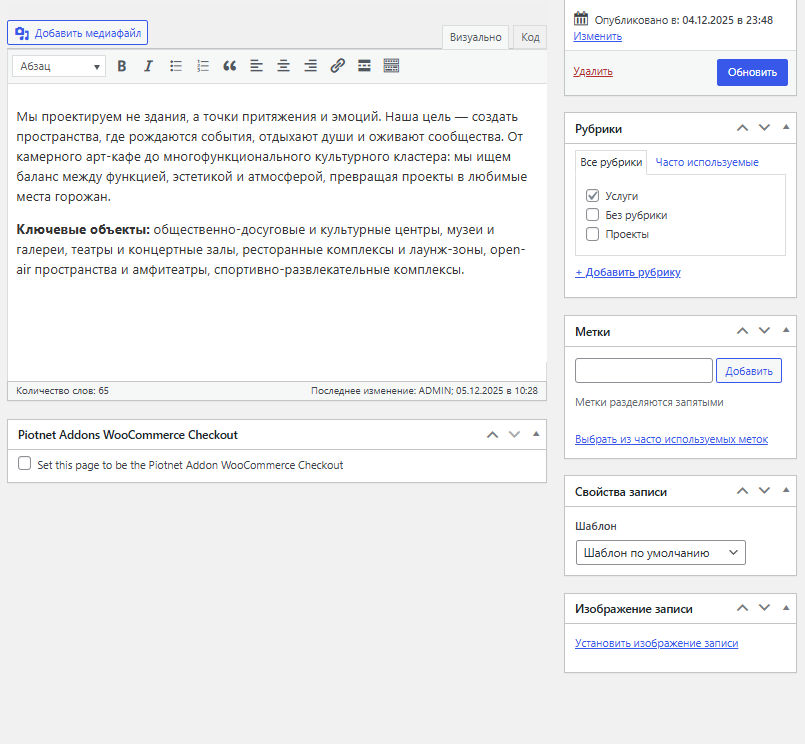 Добавить медиафайл
Визуально
Код
Абзац
Мы проектируем не здания, а точки притяжения и эмоций. Наша цель — создать
пространства, где рождаются события, отдыхают души и оживают сообщества. От
камерного арт-кафе до многофункционального культурного кластера: мы ищем
баланс между функцией, эстетикой и атмосферой, превращая проекты в любимые
места горожан.
Ключевые объекты: общественно-досуговые и культурные центры, музеи и
галереи, театры и концертные залы, ресторанные комплексы и лаунж-зоны, open-
air пространства и амфитеатры, спортивно-развлекательные комплексы.
Количество слов: 65
Последнее изменение: ADMIN; 05.12.2025 в 10:28
Piotnet Addons WooCommerce Checkout
Set this page to be the Piotnet Addon WooCommerce Checkout
Опубликовано в: 04.12.2025 в 23:48
Изменить
Удалить
Обновить
Рубрики
Все рубрики
Часто используемые
Услуги
Без рубрики
Проекты
+ Добавить рубрику
Метки
Добавить
Метки разделяются запятыми
Выбрать из часто используемых меток
Свойства записи
Шаблон
Шаблон по умолчанию
Изображение записи
Установить изображение записи